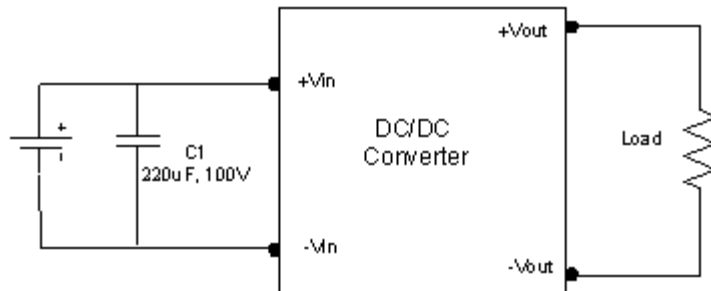 +Vout
+Vin
+
-
C1
220uF, 100V
DC/DC
Converter
Load
-Vin
-Vout